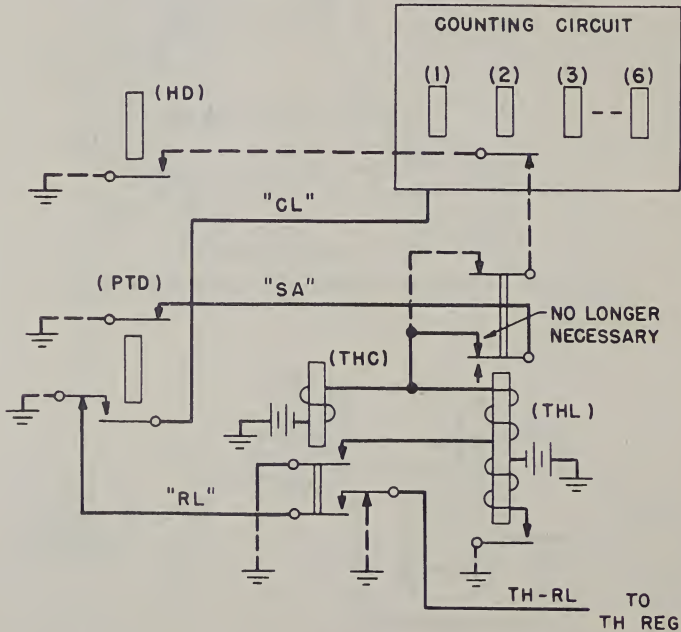 COUNTING CIRCUIT
(1) (2) (3) (6)
(HD)
"CL"
(PTD)
"SA"
NO LONGER
NECESSARY
(THC)
(THL)
"RL"
TH-RL
TO
TH REG